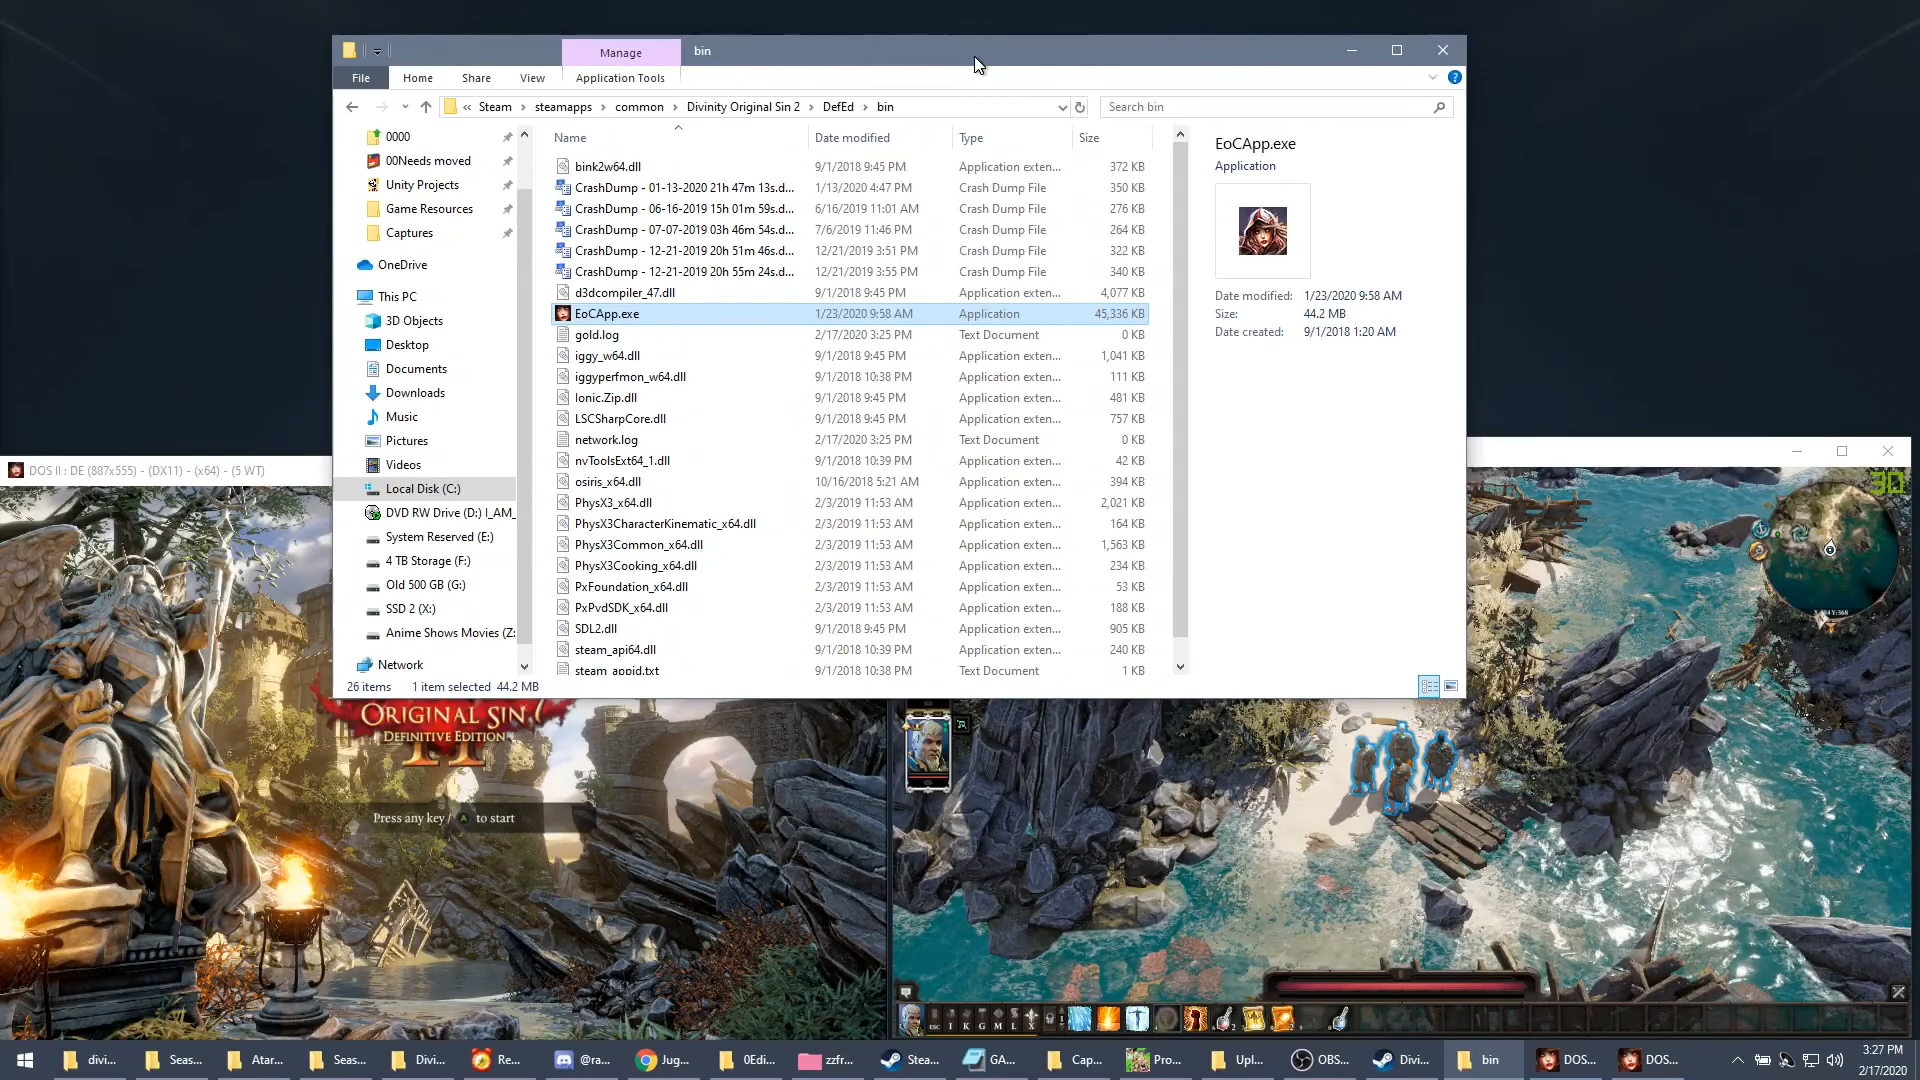 Manage
bin
File
Home
Share
View
Application Tools
« Steam › steamapps › common › Divinity Original Sin 2 › DefEd › bin
Search bin
0000
00Needs moved
Unity Projects
Game Resources
Captures
OneDrive
This PC
3D Objects
Desktop
Documents
Downloads
Music
Pictures
Videos
Local Disk (C:)
DVD RW Drive (D:) I_AM_
System Reserved (E:)
4 TB Storage (F:)
Old 500 GB (G:)
SSD 2 (X:)
Anime Shows Movies (Z:
Network
Name Date modified Type Size
bink2w64.dll 9/1/2018 9:45 PM Application exten... 372 KB
CrashDump - 01-13-2020 21h 47m 13s.d... 1/13/2020 4:47 PM Crash Dump File 350 KB
CrashDump - 06-16-2019 15h 01m 59s.d... 6/16/2019 11:01 AM Crash Dump File 276 KB
CrashDump - 07-07-2019 03h 46m 54s.d... 7/6/2019 11:46 PM Crash Dump File 264 KB
CrashDump - 12-21-2019 20h 51m 46s.d... 12/21/2019 3:51 PM Crash Dump File 322 KB
CrashDump - 12-21-2019 20h 55m 24s.d... 12/21/2019 3:55 PM Crash Dump File 340 KB
d3dcompiler_47.dll 9/1/2018 9:45 PM Application exten... 4,077 KB
EoCApp.exe 1/23/2020 9:58 AM Application 45,336 KB
gold.log 2/17/2020 3:25 PM Text Document 0 KB
iggy_w64.dll 9/1/2018 9:45 PM Application exten... 1,041 KB
iggyperfmon_w64.dll 9/1/2018 10:38 PM Application exten... 111 KB
Ionic.Zip.dll 9/1/2018 9:45 PM Application exten... 481 KB
LSCSharpCore.dll 9/1/2018 9:45 PM Application exten... 757 KB
network.log 2/17/2020 3:25 PM Text Document 0 KB
nvToolsExt64_1.dll 9/1/2018 10:39 PM Application exten... 42 KB
osiris_x64.dll 10/16/2018 5:21 AM Application exten... 394 KB
PhysX3_x64.dll 2/3/2019 11:53 AM Application exten... 2,021 KB
PhysX3CharacterKinematic_x64.dll 2/3/2019 11:53 AM Application exten... 164 KB
PhysX3Common_x64.dll 2/3/2019 11:53 AM Application exten... 1,563 KB
PhysX3Cooking_x64.dll 2/3/2019 11:53 AM Application exten... 234 KB
PxFoundation_x64.dll 2/3/2019 11:53 AM Application exten... 53 KB
PxPvdSDK_x64.dll 2/3/2019 11:53 AM Application exten... 188 KB
SDL2.dll 9/1/2018 9:45 PM Application exten... 905 KB
steam_api64.dll 9/1/2018 10:39 PM Application exten... 240 KB
steam_appid.txt 9/1/2018 10:38 PM Text Document 1 KB
EoCApp.exe
Application
Date modified: 1/23/2020 9:58 AM
Size: 44.2 MB
Date created: 9/1/2018 1:20 AM
26 items 1 item selected 44.2 MB
DOS II : DE (887x555) - (DX11) - (x64) - (5 WT)
30
ORIGINAL SIN
DEFINITIVE EDITION
II
Press any key / A to start
ESC I K G M L X
divi...
Seas...
Atar...
Seas...
Divi...
Re...
@ra...
Jug...
0Edi...
zzfr...
Stea...
GA...
Cap...
Pro...
Upl...
OBS...
Divi...
bin
DOS...
DOS...
3:27 PM
2/17/2020